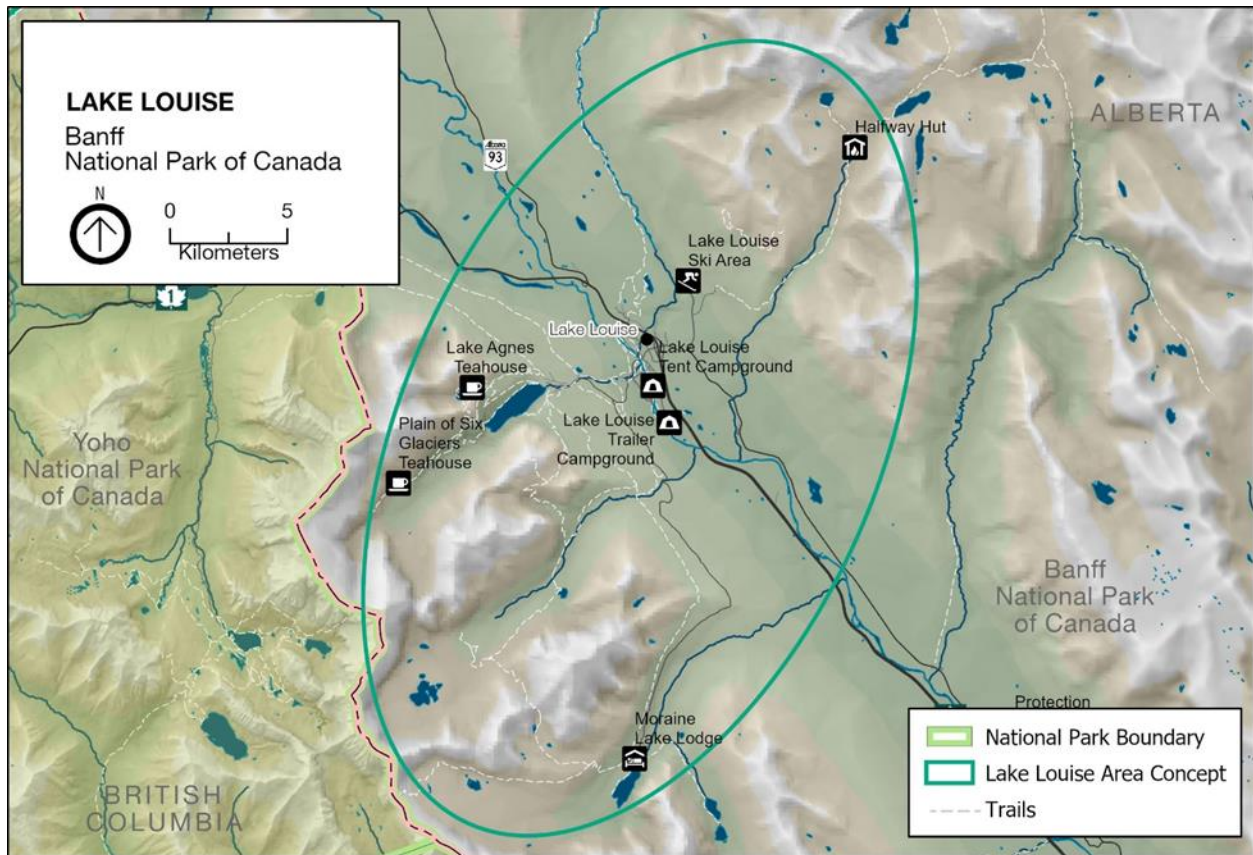 LAKE LOUISE
Banff
National Park of Canada
N
0 5
Kilometers
Alberta
93
ALBERTA
Halfway Hut
Lake Louise
Ski Area
Lake Louise
Lake Louise
Tent Campground
Lake Agnes
Teahouse
Plain of Six
Glaciers
Teahouse
Lake Louise
Trailer
Campground
1
Yoho
National Park
of Canada
Banff
National Park
of Canada
Moraine
Lake Lodge
Protection
BRITISH
COLUMBIA
National Park Boundary
Lake Louise Area Concept
Trails